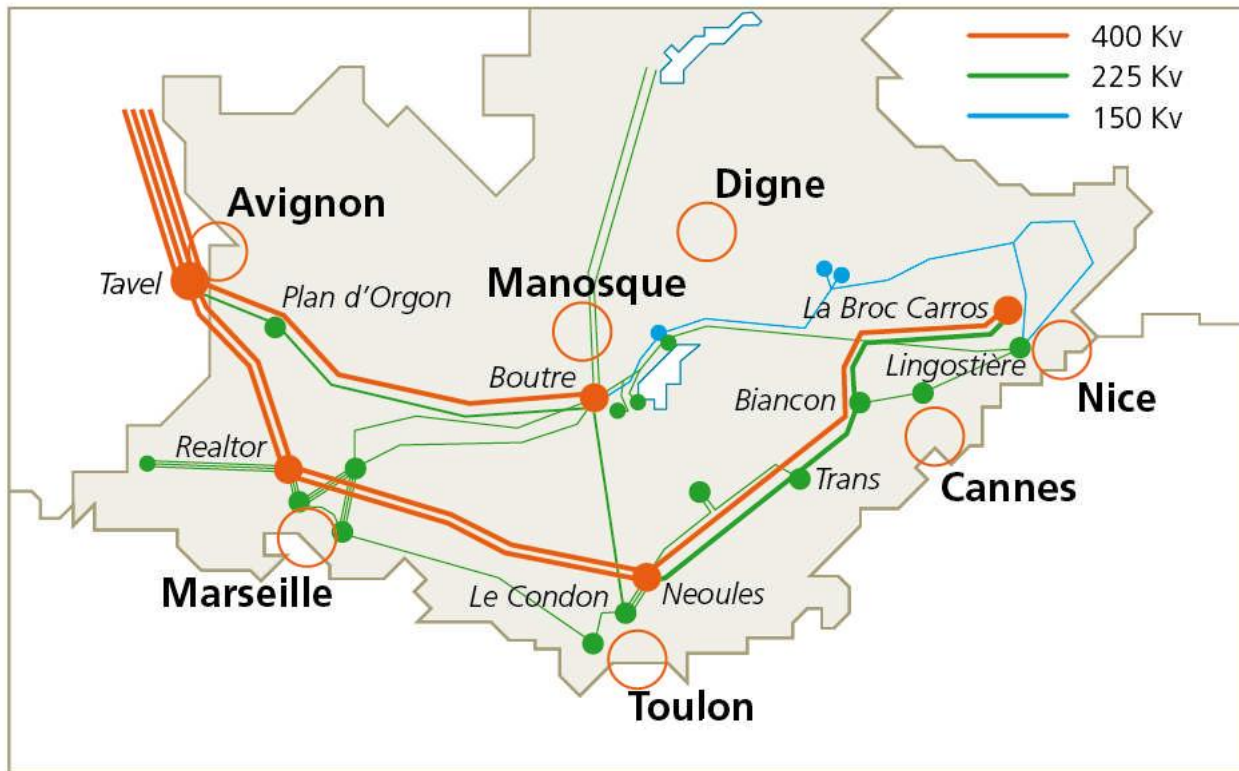 400 Kv
225 Kv
150 Kv
Avignon
Digne
Tavel
Plan d'Orgon
Manosque
La Broc Carros
Boutre
Lingostière
Biancon
Nice
Realtor
Trans
Cannes
Marseille
Le Condon
Neoules
Toulon